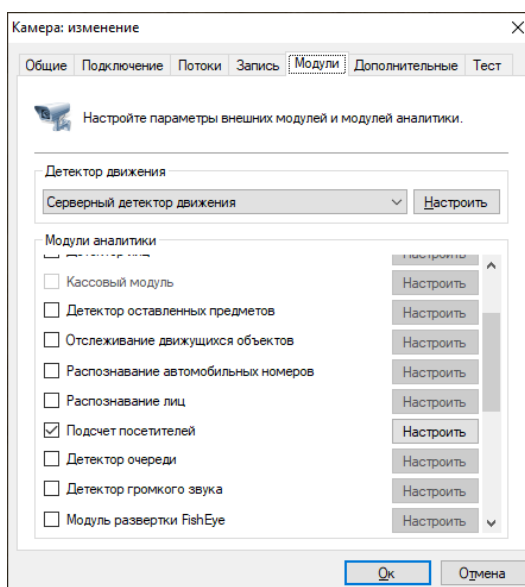 Камера: изменение
Общие Подключение Потоки Запись Модули Дополнительные Тест
Настройте параметры внешних модулей и модулей аналитики.
Детектор движения
Серверный детектор движения Настроить
Модули аналитики
Детектор лиц Настроить
Кассовый модуль Настроить
Детектор оставленных предметов Настроить
Отслеживание движущихся объектов Настроить
Распознавание автомобильных номеров Настроить
Распознавание лиц Настроить
Подсчет посетителей Настроить
Детектор очереди Настроить
Детектор громкого звука Настроить
Модуль развертки FishEye Настроить
Ок Отмена